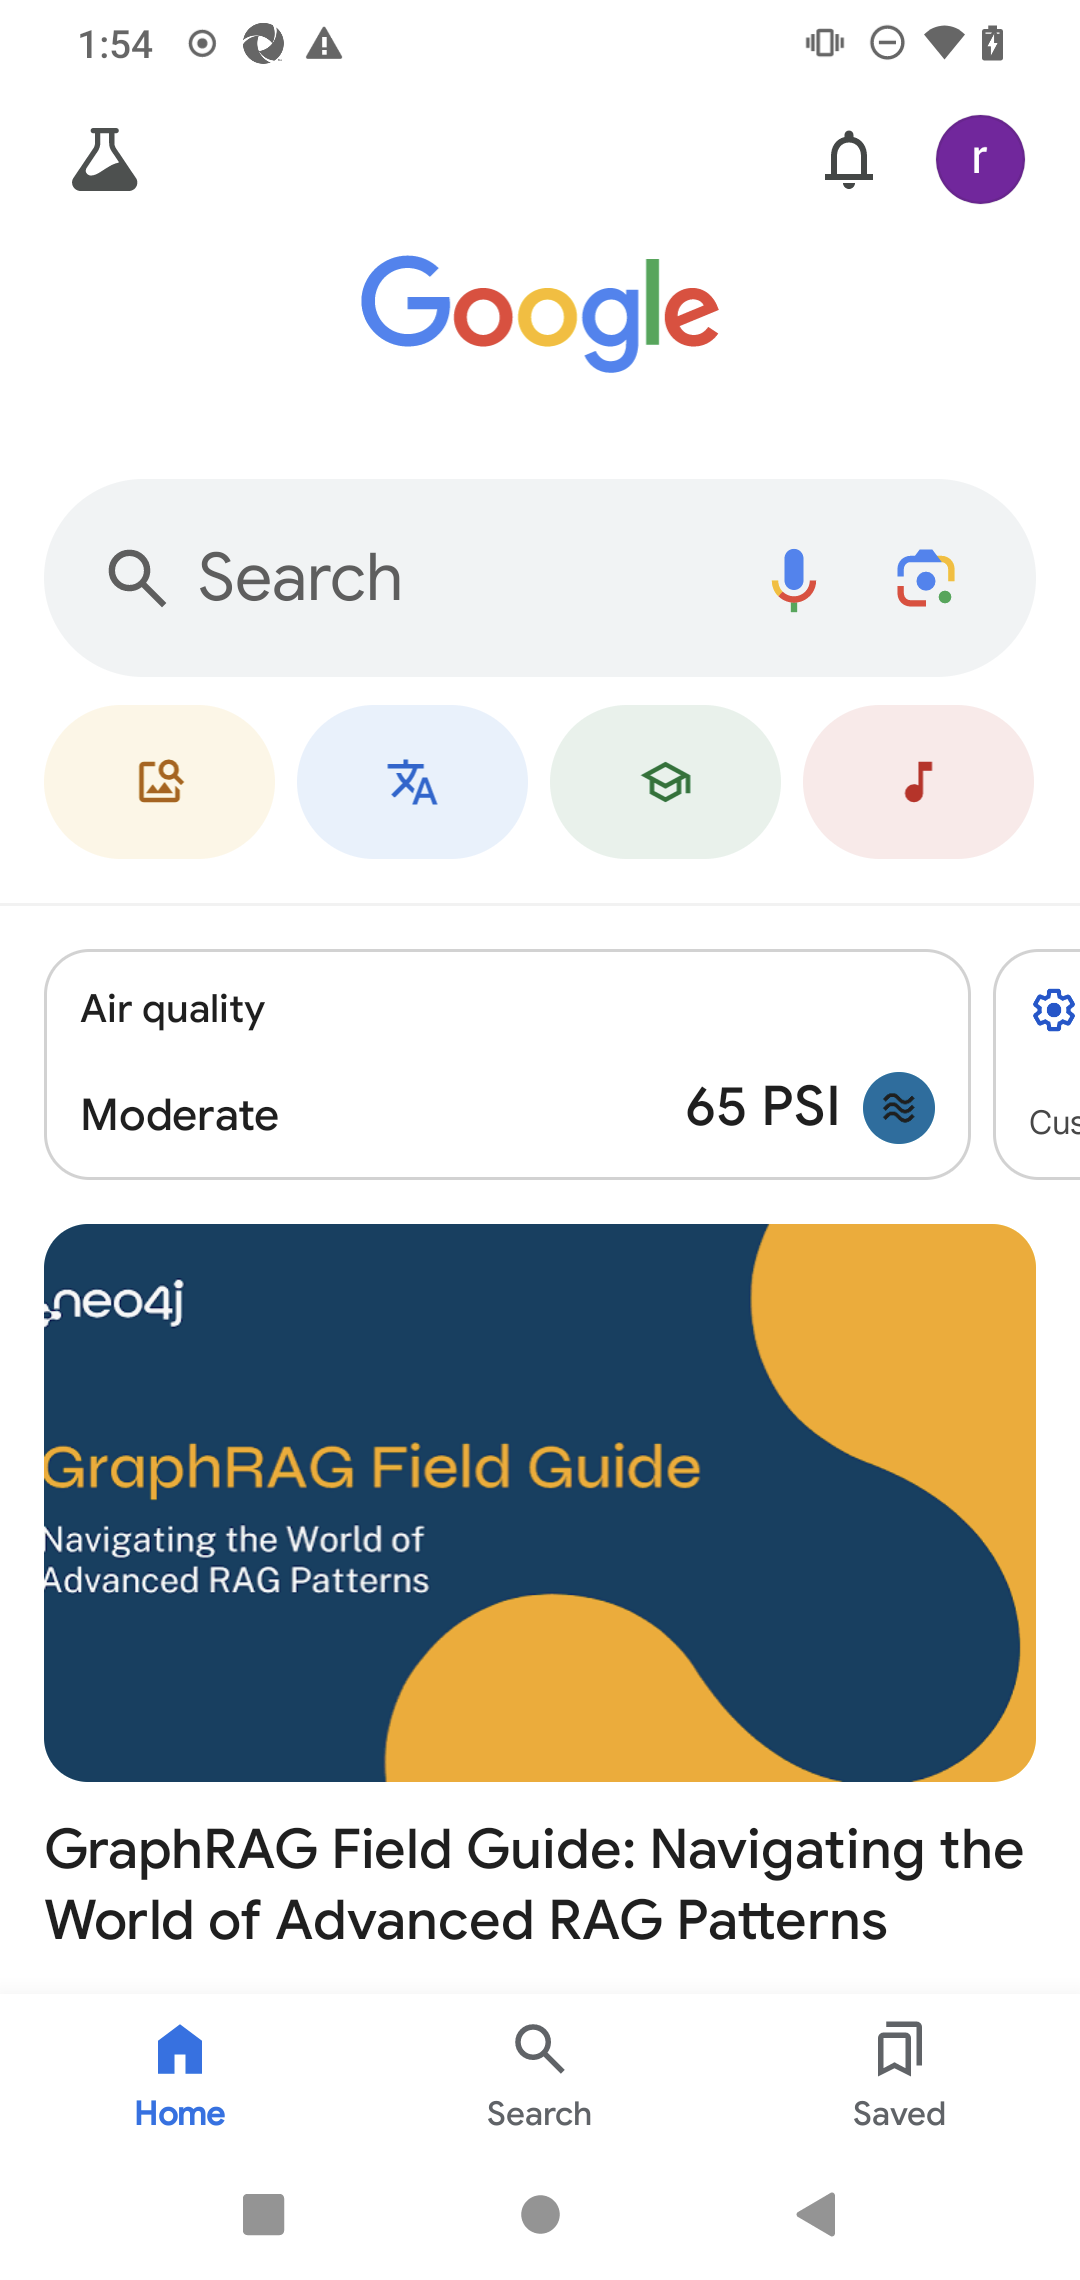 1:54
r
Google
Search
Air quality
Moderate
65 PSI
Cus
neo4j
GraphRAG Field Guide
Navigating the World of
Advanced RAG Patterns
GraphRAG Field Guide: Navigating the
World of Advanced RAG Patterns
Home
Search
Saved